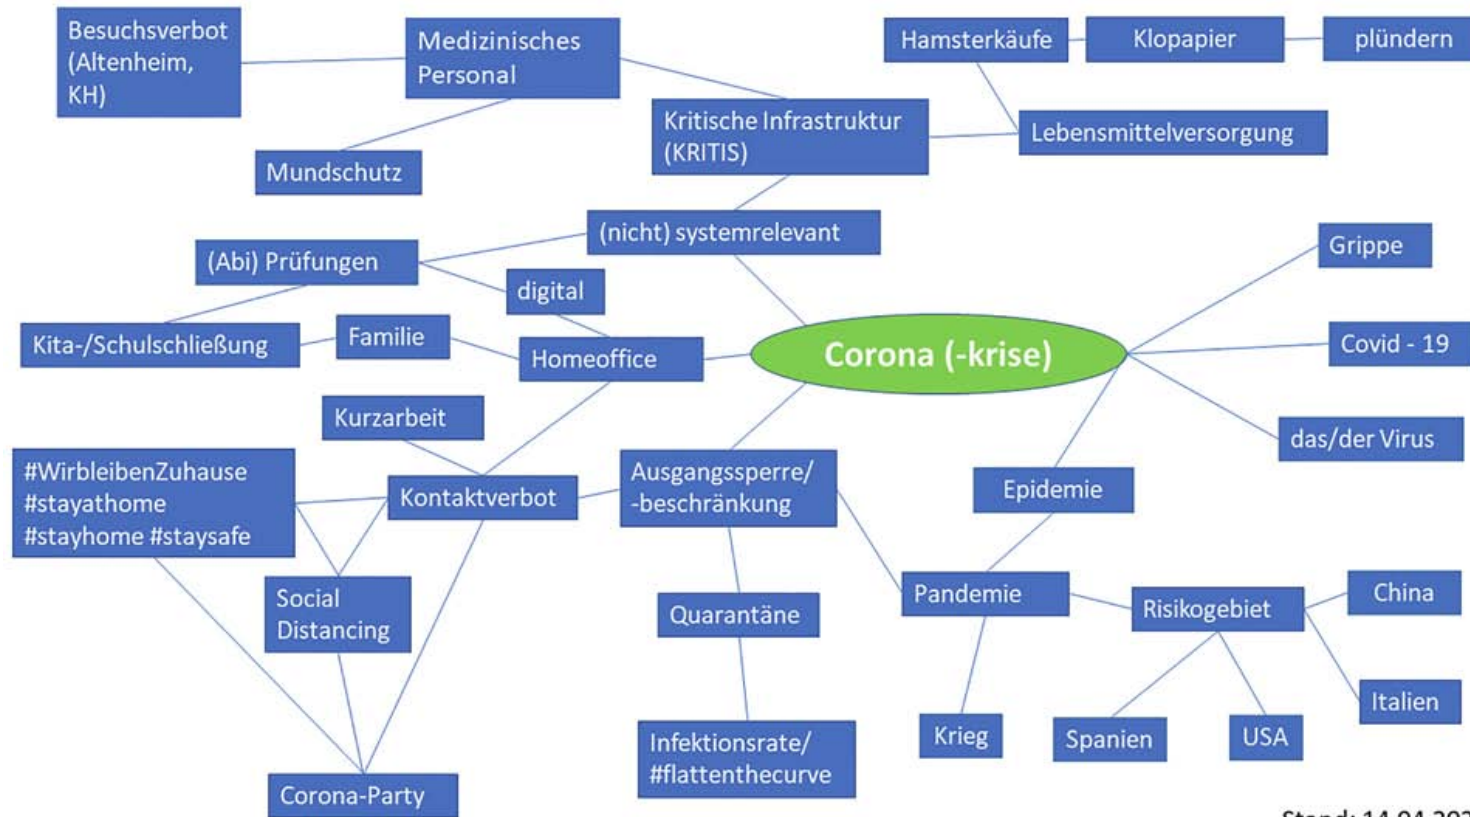 Besuchsverbot
(Altenheim,
KH)
Medizinisches
Personal
Hamsterkäufe
Klopapier
plündern
Kritische Infrastruktur
(KRITIS)
Lebensmittelversorgung
Mundschutz
(nicht) systemrelevant
Grippe
(Abi) Prüfungen
digital
Kita-/Schulschließung
Familie
Homeoffice
Corona (-krise)
Covid - 19
Kurzarbeit
das/der Virus
#WirbleibenZuhause
#stayathome
#stayhome #staysafe
Kontaktverbot
Ausgangssperre/
-beschränkung
Epidemie
Social
Distancing
Quarantäne
Pandemie
Risikogebiet
China
Italien
Krieg
Spanien
USA
Infektionsrate/
#flattenthecurve
Corona-Party